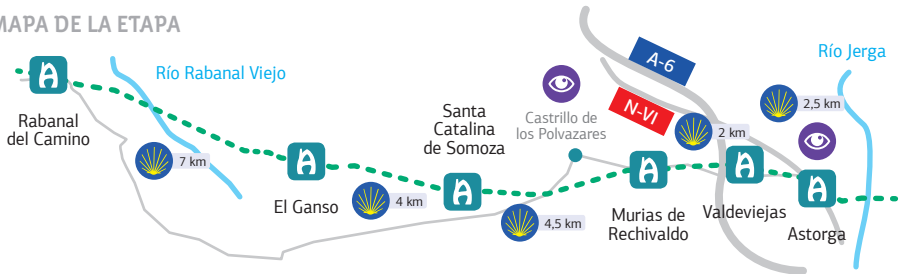 MAPA DE LA ETAPA
Río Rabanal Viejo
A-6
Río Jerga
N-VI
2,5 km
Rabanal
del Camino
Santa
Catalina
de Somoza
Castrillo de
los Polvazares
2 km
7 km
El Ganso
4 km
4,5 km
Murias de
Rechivaldo
Valdeviejas
Astorga